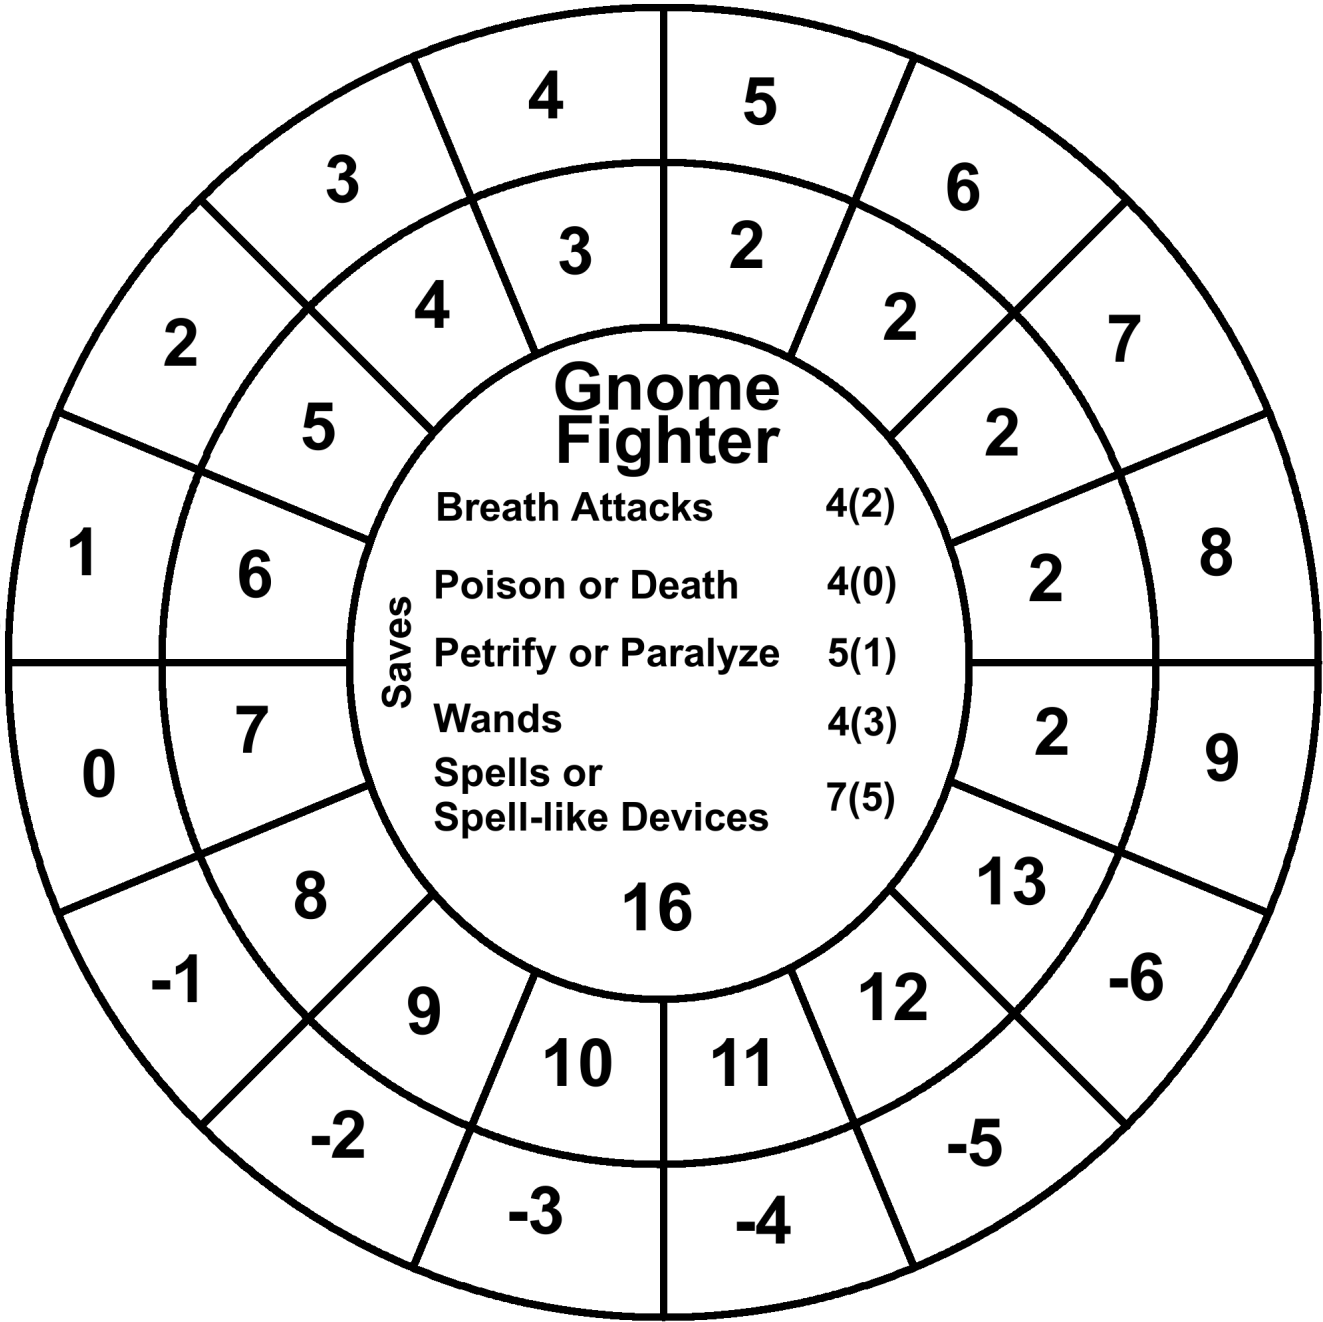 4 5
3 6
3 2
4 2
2 7
5 2
1 8
6 2
Gnome
Fighter
Breath Attacks 4(2)
Poison or Death 4(0)
Saves
Petrify or Paralyze 5(1)
Wands 4(3)
Spells or
Spell-like Devices 7(5)
16
0 9
7 2
8 13
-1 -6
9 12
10 11
-2 -5
-3 -4